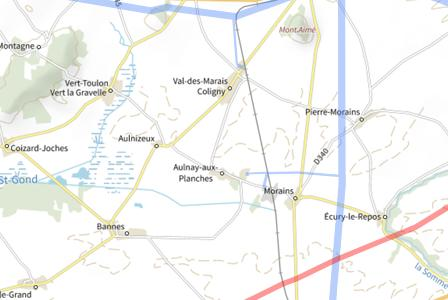 Mont Aimé
Montagne
Vert-Toulon
Vert la Gravelle
Val-des-Marais
Coligny
Pierre-Morains
Aulnizeux
Coizard-Joches
D340
Aulnay-aux-
Planches
St-Gond
Morains
Écury-le-Repos
Bannes
la Somme
le-Grand